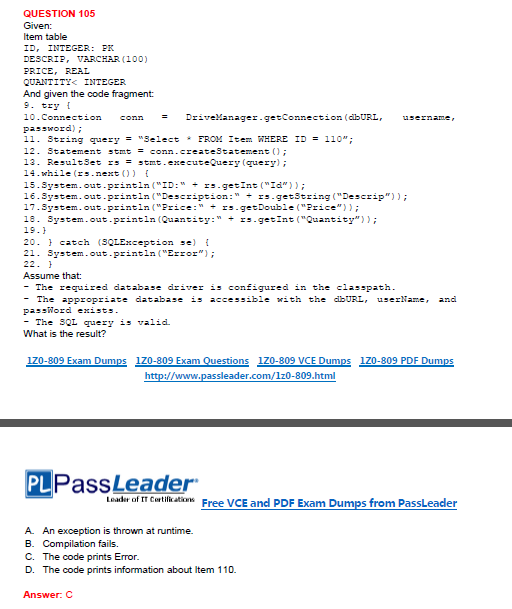 QUESTION 105
Given:
Item table
ID, INTEGER: PK
DESCRIP, VARCHAR(100)
PRICE, REAL
QUANTITY< INTEGER
And given the code fragment:
9. try {
10.Connection conn = DriveManager.getConnection(dbURL, username,
password);
11. String query = "Select * FROM Item WHERE ID = 110";
12. Statement stmt = conn.createStatement();
13. ResultSet rs = stmt.executeQuery(query);
14.while(rs.next()) {
15.System.out.println("ID:" + rs.getInt("Id"));
16.System.out.println("Description:" + rs.getString("Descrip"));
17.System.out.println("Price:" + rs.getDouble("Price"));
18. System.out.println(Quantity:" + rs.getInt("Quantity"));
19.}
20. } catch (SQLException se) {
21. System.out.println("Error");
22. }
Assume that:
- The required database driver is configured in the classpath.
- The appropriate database is accessible with the dbURL, userName, and
passWord exists.
- The SQL query is valid.
What is the result?
1Z0-809 Exam Dumps 1Z0-809 Exam Questions 1Z0-809 VCE Dumps 1Z0-809 PDF Dumps
http://www.passleader.com/1z0-809.html
PL PassLeader
Leader of IT Certifications
Free VCE and PDF Exam Dumps from PassLeader
A. An exception is thrown at runtime.
B. Compilation fails.
C. The code prints Error.
D. The code prints information about Item 110.
Answer: C